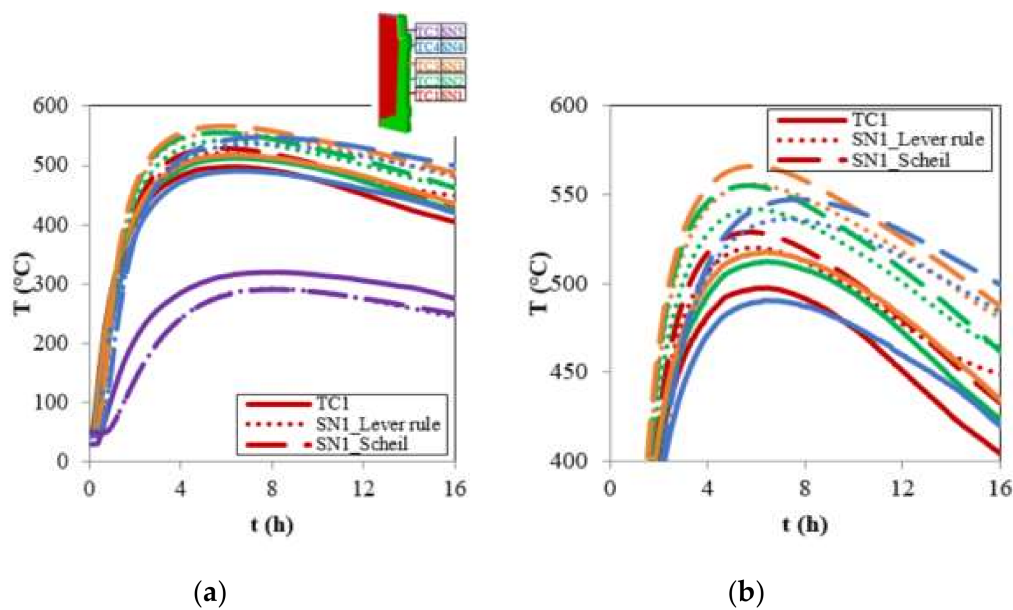 TC5 SN5
TC4 SN4
TC3 SN3
TC2 SN2
TC1 SN1
600
500
400
300
200
100
0
T (°C)
TC1
SN1_Lever rule
SN1_Scheil
0 4 8 12 16
t (h)
(a)
600
550
500
450
400
T (°C)
TC1
SN1_Lever rule
SN1_Scheil
0 4 8 12 16
t (h)
(b)